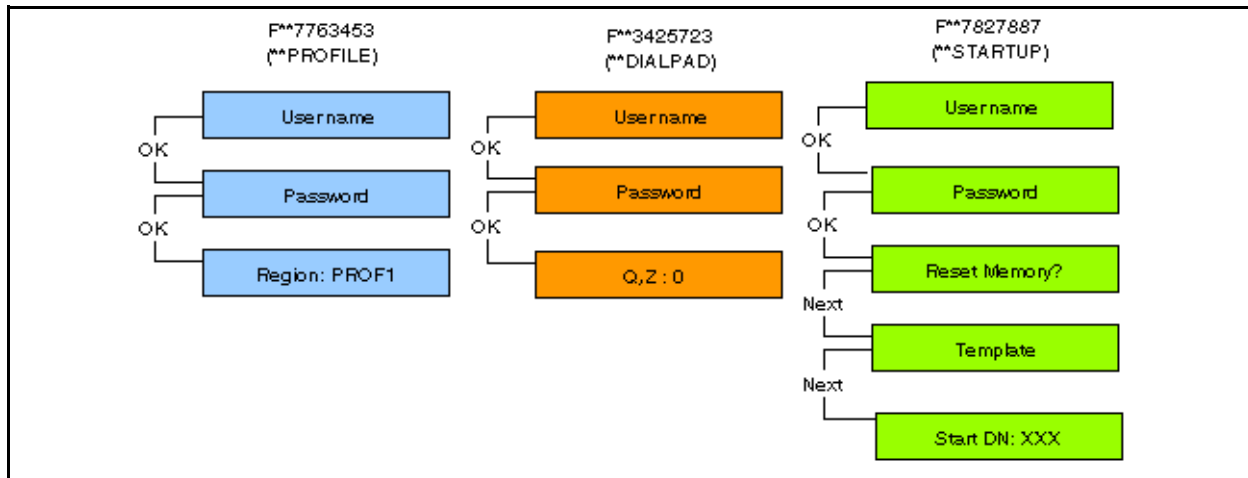 F**7763453
(**PROFILE)
Username
OK
Password
OK
Region: PROF1
F**3425723
(**DIALPAD)
Username
OK
Password
OK
Q,Z : 0
F**7827887
(**STARTUP)
Username
OK
Password
OK
Reset Memory?
Next
Template
Next
Start DN: XXX